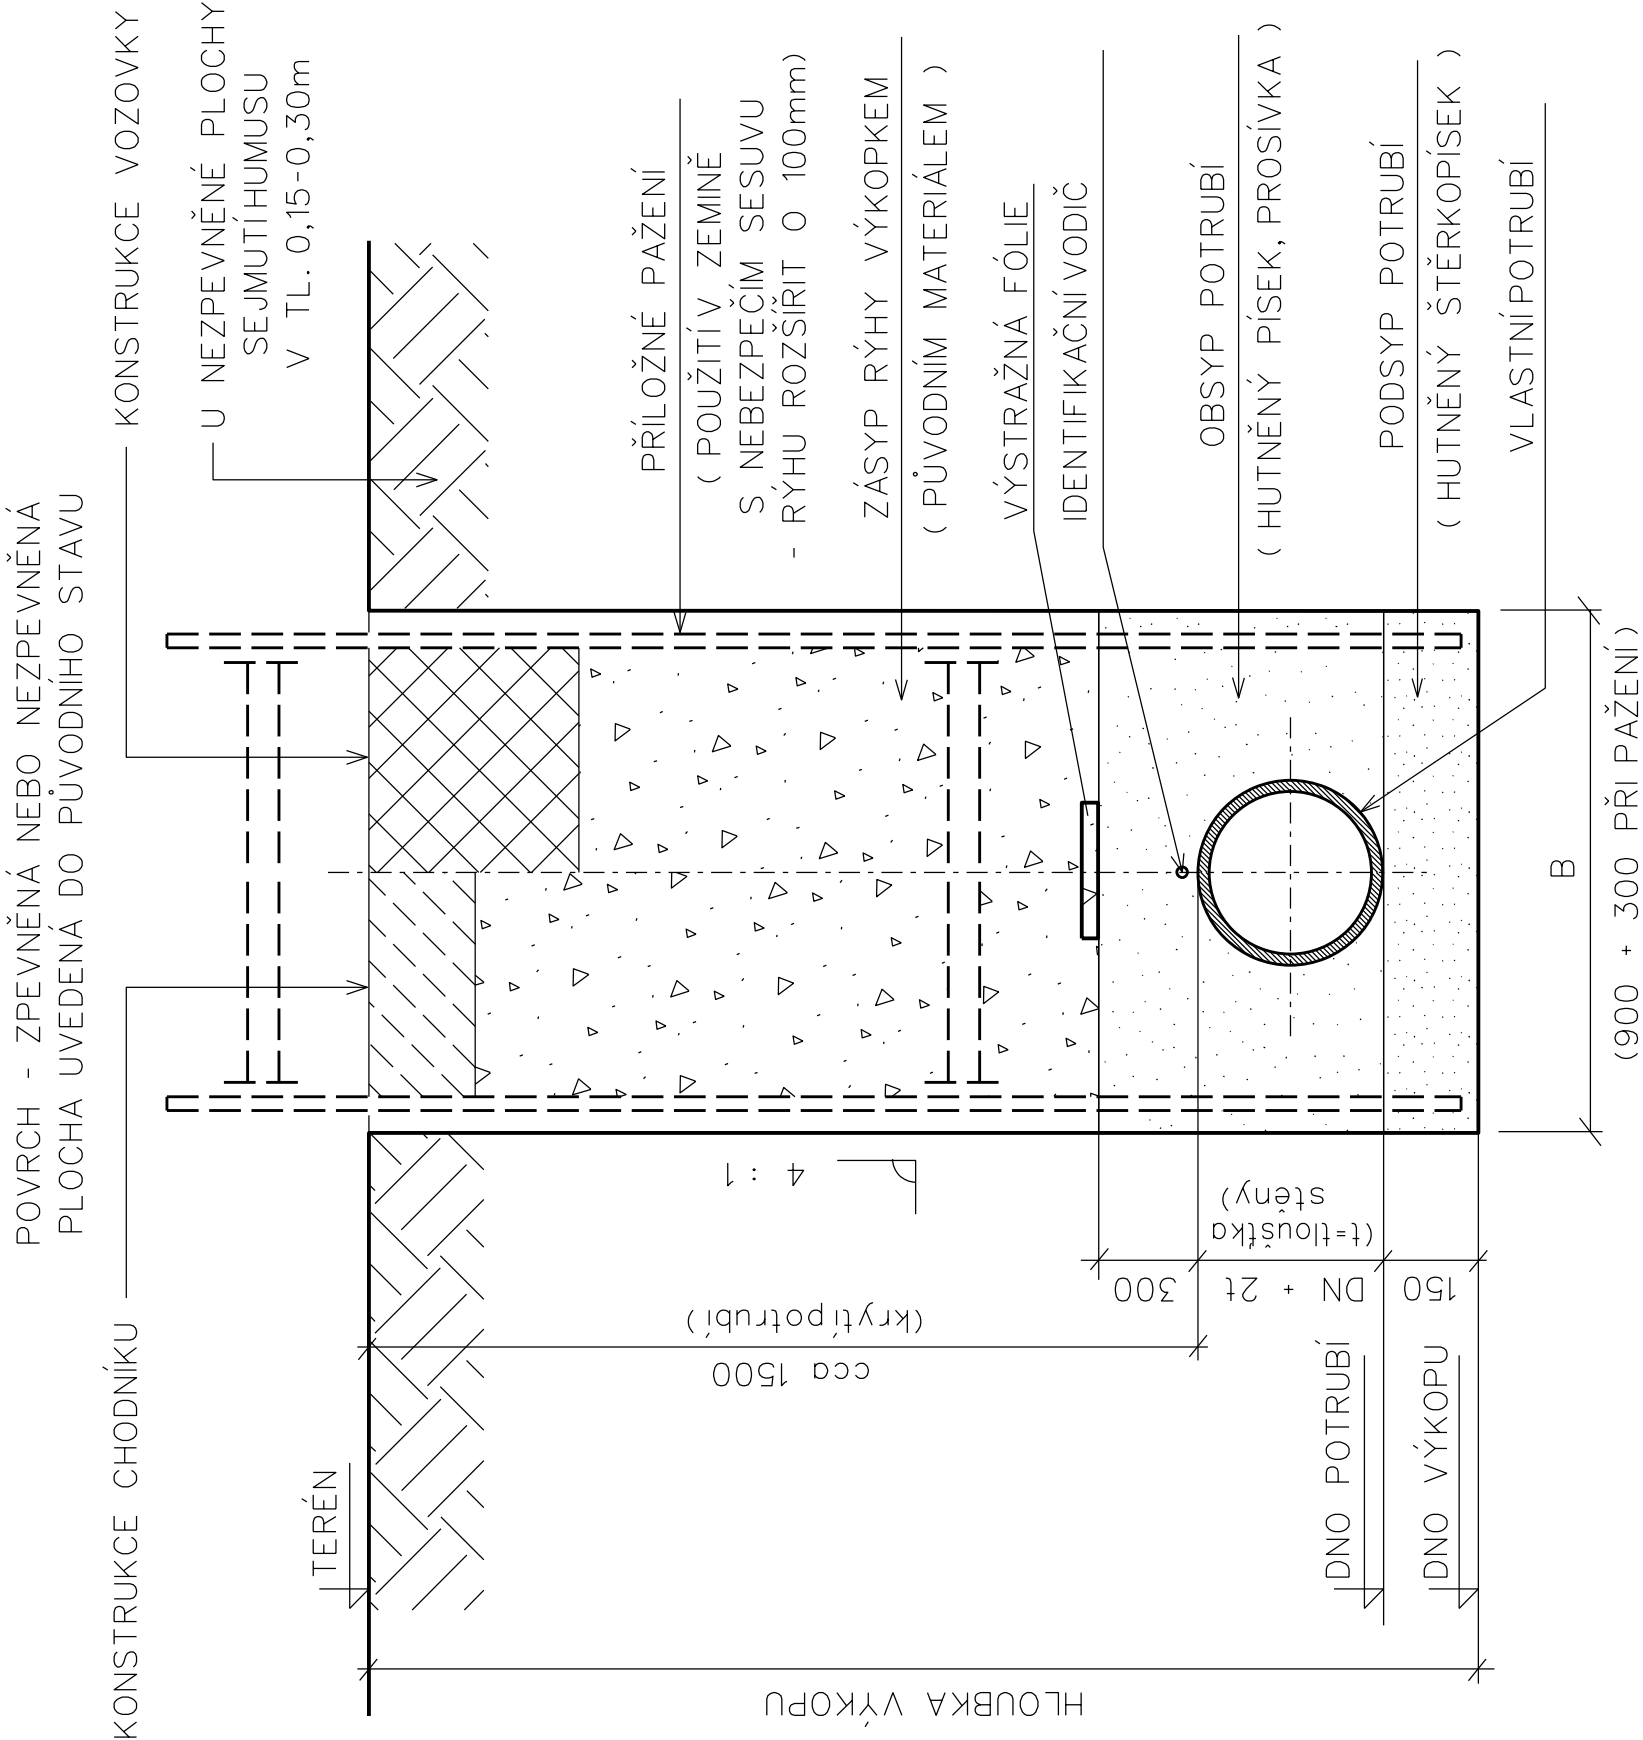 POVRCH - ZPEVNĚNÁ NEBO NEZPEVNĚNÁ
PLOCHA UVEDENÁ DO PŮVODNÍHO STAVU
KONSTRUKCE CHODNÍKU
KONSTRUKCE VOZOVKY
U NEZPEVNĚNÉ PLOCHY
SEJMUTÍ HUMUSU
V TL. 0,15-0,30m
TERÉN
PŘÍLOŽNÉ PAŽENÍ
( POUŽITÍ V ZEMINĚ
S NEBEZPEČÍM SESUVU
- RÝHU ROZŠÍŘIT O 100mm)
ZÁSYP RÝHY VÝKOPKEM
( PŮVODNÍM MATERIÁLEM )
VÝSTRAŽNÁ FÓLIE
IDENTIFIKAČNÍ VODIČ
OBSYP POTRUBÍ
( HUTNĚNÝ PÍSEK, PROSÍVKA )
PODSYP POTRUBÍ
( HUTNĚNÝ ŠTĚRKOPÍSEK )
VLASTNÍ POTRUBÍ
4 : 1
(krytí potrubí)
cca 1500
300
DN + 2t
(t=tloušťka
stěny)
150
DNO POTRUBÍ
DNO VÝKOPU
HLOUBKA VÝKOPU
B
(900 + 300 PŘI PAŽENÍ)